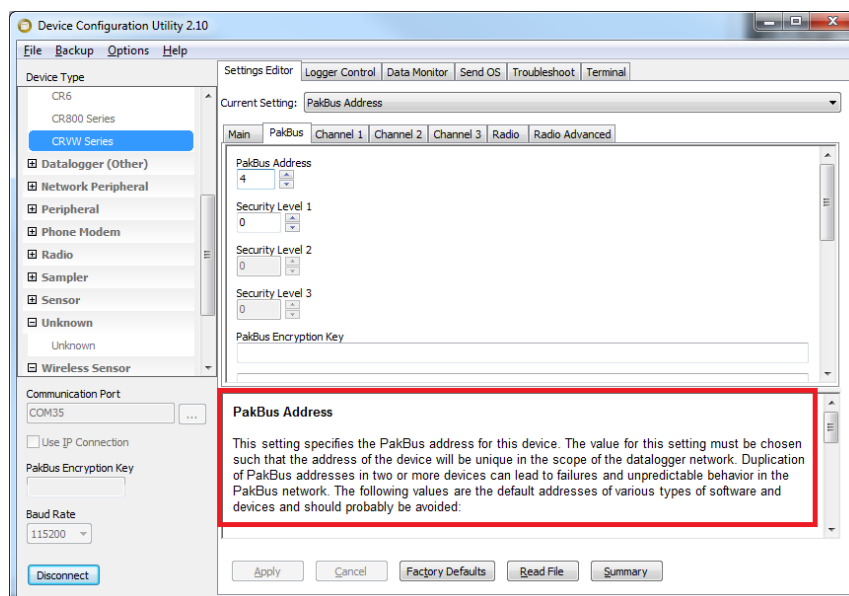 Device Configuration Utility 2.10
File Backup Options Help
Device Type
CR6
CR800 Series
CRVW Series
Datalogger (Other)
Network Peripheral
Peripheral
Phone Modem
Radio
Sampler
Sensor
Unknown
Unknown
Wireless Sensor
Communication Port
COM35
...
Use IP Connection
PakBus Encryption Key
Baud Rate
115200
Disconnect
Settings Editor Logger Control Data Monitor Send OS Troubleshoot Terminal
Current Setting: PakBus Address
Main PakBus Channel 1 Channel 2 Channel 3 Radio Radio Advanced
PakBus Address
4
Security Level 1
0
Security Level 2
0
Security Level 3
0
PakBus Encryption Key
PakBus Address
This setting specifies the PakBus address for this device. The value for this setting must be chosen
such that the address of the device will be unique in the scope of the datalogger network. Duplication
of PakBus addresses in two or more devices can lead to failures and unpredictable behavior in the
PakBus network. The following values are the default addresses of various types of software and
devices and should probably be avoided:
Apply Cancel Factory Defaults Read File Summary